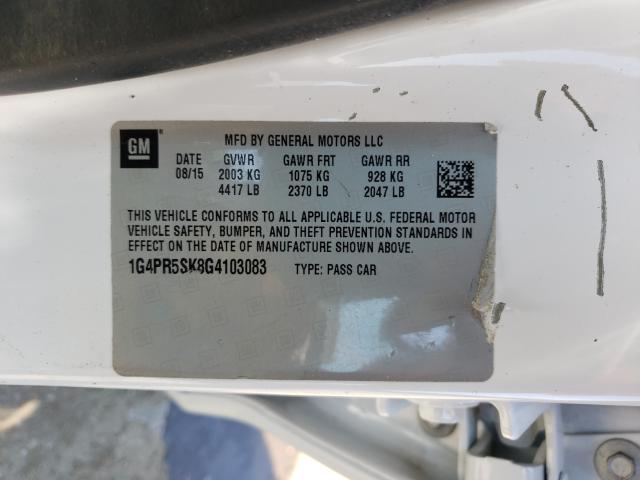 GM
MFD BY GENERAL MOTORS LLC
DATE GVWR GAWR FRT GAWR RR
08/15 2003 KG 1075 KG 928 KG
4417 LB 2370 LB 2047 LB
THIS VEHICLE CONFORMS TO ALL APPLICABLE U.S. FEDERAL MOTOR
VEHICLE SAFETY, BUMPER, AND THEFT PREVENTION STANDARDS IN
EFFECT ON THE DATE OF MANUFACTURE SHOWN ABOVE.
1G4PR5SK8G4103083 TYPE: PASS CAR